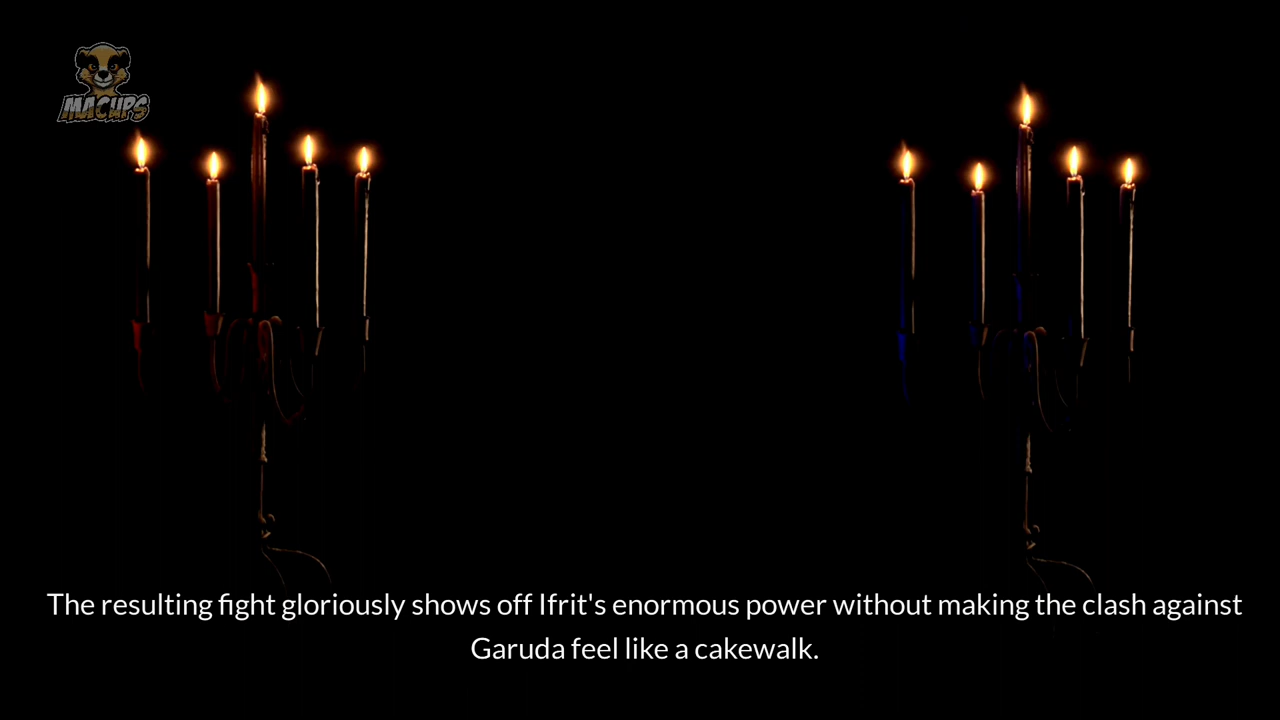 MACUPS
The resulting fight gloriously shows off Ifrit's enormous power without making the clash against
Garuda feel like a cakewalk.